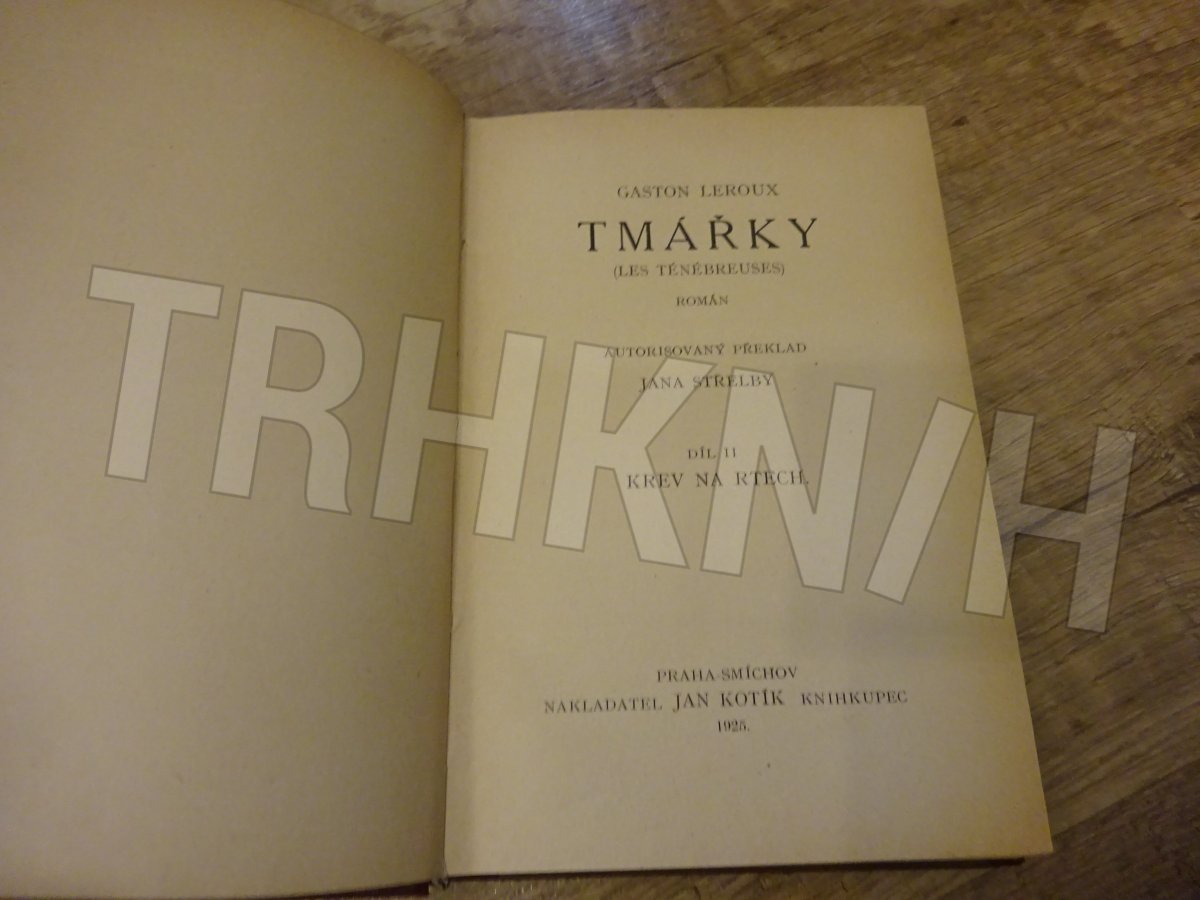 GASTON LEROUX
TMÁŘKY
(LES TÉNÉBREUSES)
ROMÁN
AUTORISOVANÝ PŘEKLAD
JANA STŘELBY
DÍL II
KREV NA RTECH.
PRAHA-SMÍCHOV
NAKLADATEL JAN KOTÍK KNIHKUPEC
1925.
TRHKNIH